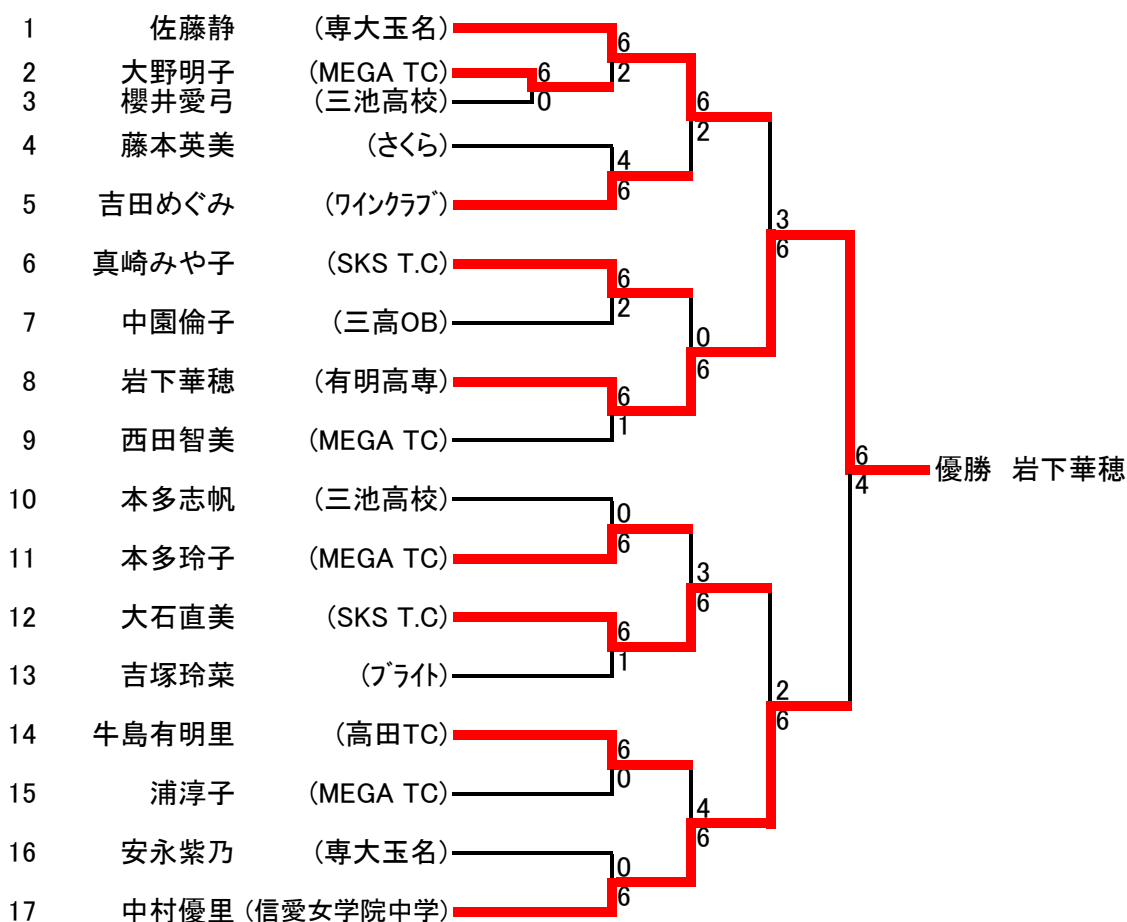 1 佐藤静 (専大玉名)
6
2 大野明子 (MEGA TC) 6 2
3 櫻井愛弓 (三池高校) 0
6
2
4 藤本英美 (さくら)
4
6
5 吉田めぐみ (ワインクラブ)
3
6
6 真崎みや子 (SKS T.C)
6
2
7 中園倫子 (三高OB)
0
6
8 岩下華穂 (有明高専)
6
1
9 西田智美 (MEGA TC)
6
4
優勝 岩下華穂
10 本多志帆 (三池高校)
0
6
11 本多玲子 (MEGA TC)
3
6
12 大石直美 (SKS T.C)
6
1
13 吉塚玲菜 (ブライト)
2
6
14 牛島有明里 (高田TC)
6
0
15 浦淳子 (MEGA TC)
4
6
16 安永紫乃 (専大玉名)
0
6
17 中村優里 (信愛女学院中学)